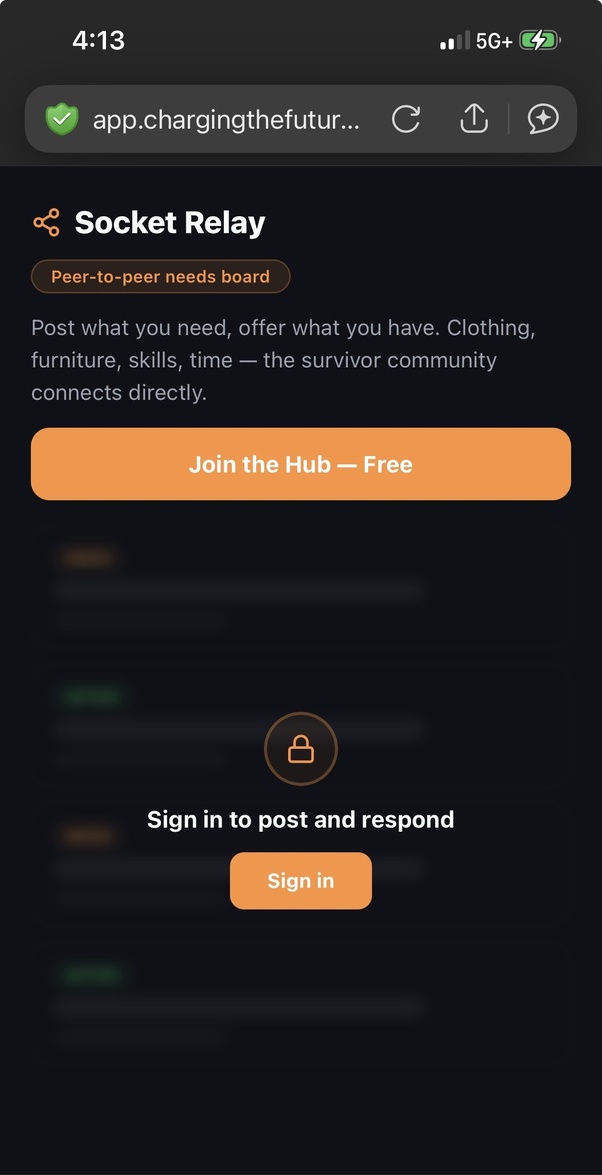 4:13
5G+
app.chargingthefutur...
Socket Relay
Peer-to-peer needs board
Post what you need, offer what you have. Clothing,
furniture, skills, time — the survivor community
connects directly.
Join the Hub — Free
Sign in to post and respond
Sign in